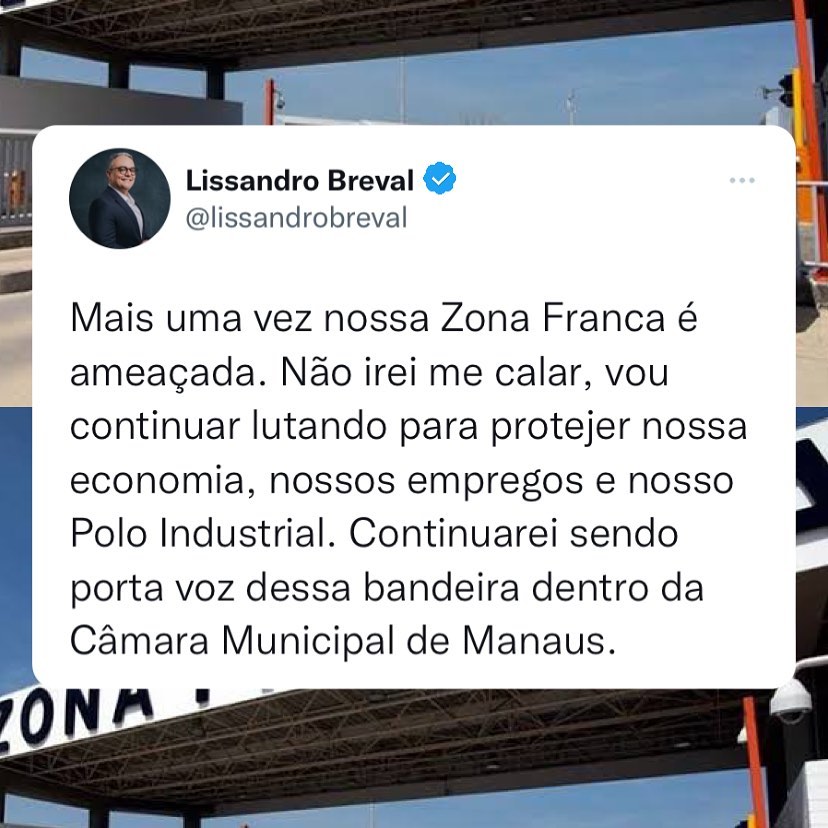 Lissandro Breval
@lissandrobreval
Mais uma vez nossa Zona Franca é
ameaçada. Não irei me calar, vou
continuar lutando para protejer nossa
economia, nossos empregos e nosso
Polo Industrial. Continuarei sendo
porta voz dessa bandeira dentro da
Câmara Municipal de Manaus.
ZONA